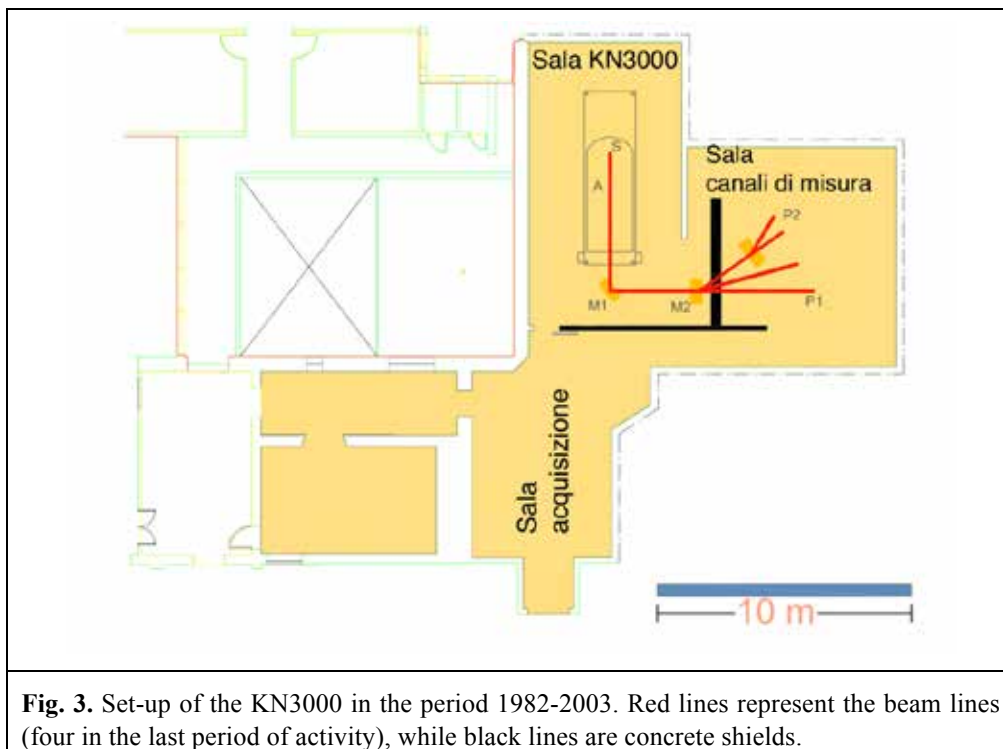 Sala KN3000
S
A
Sala
canali di misura
P2
M1
M2
P1
Sala
acquisizione
10 m
Fig. 3. Set-up of the KN3000 in the period 1982-2003. Red lines represent the beam lines
(four in the last period of activity), while black lines are concrete shields.